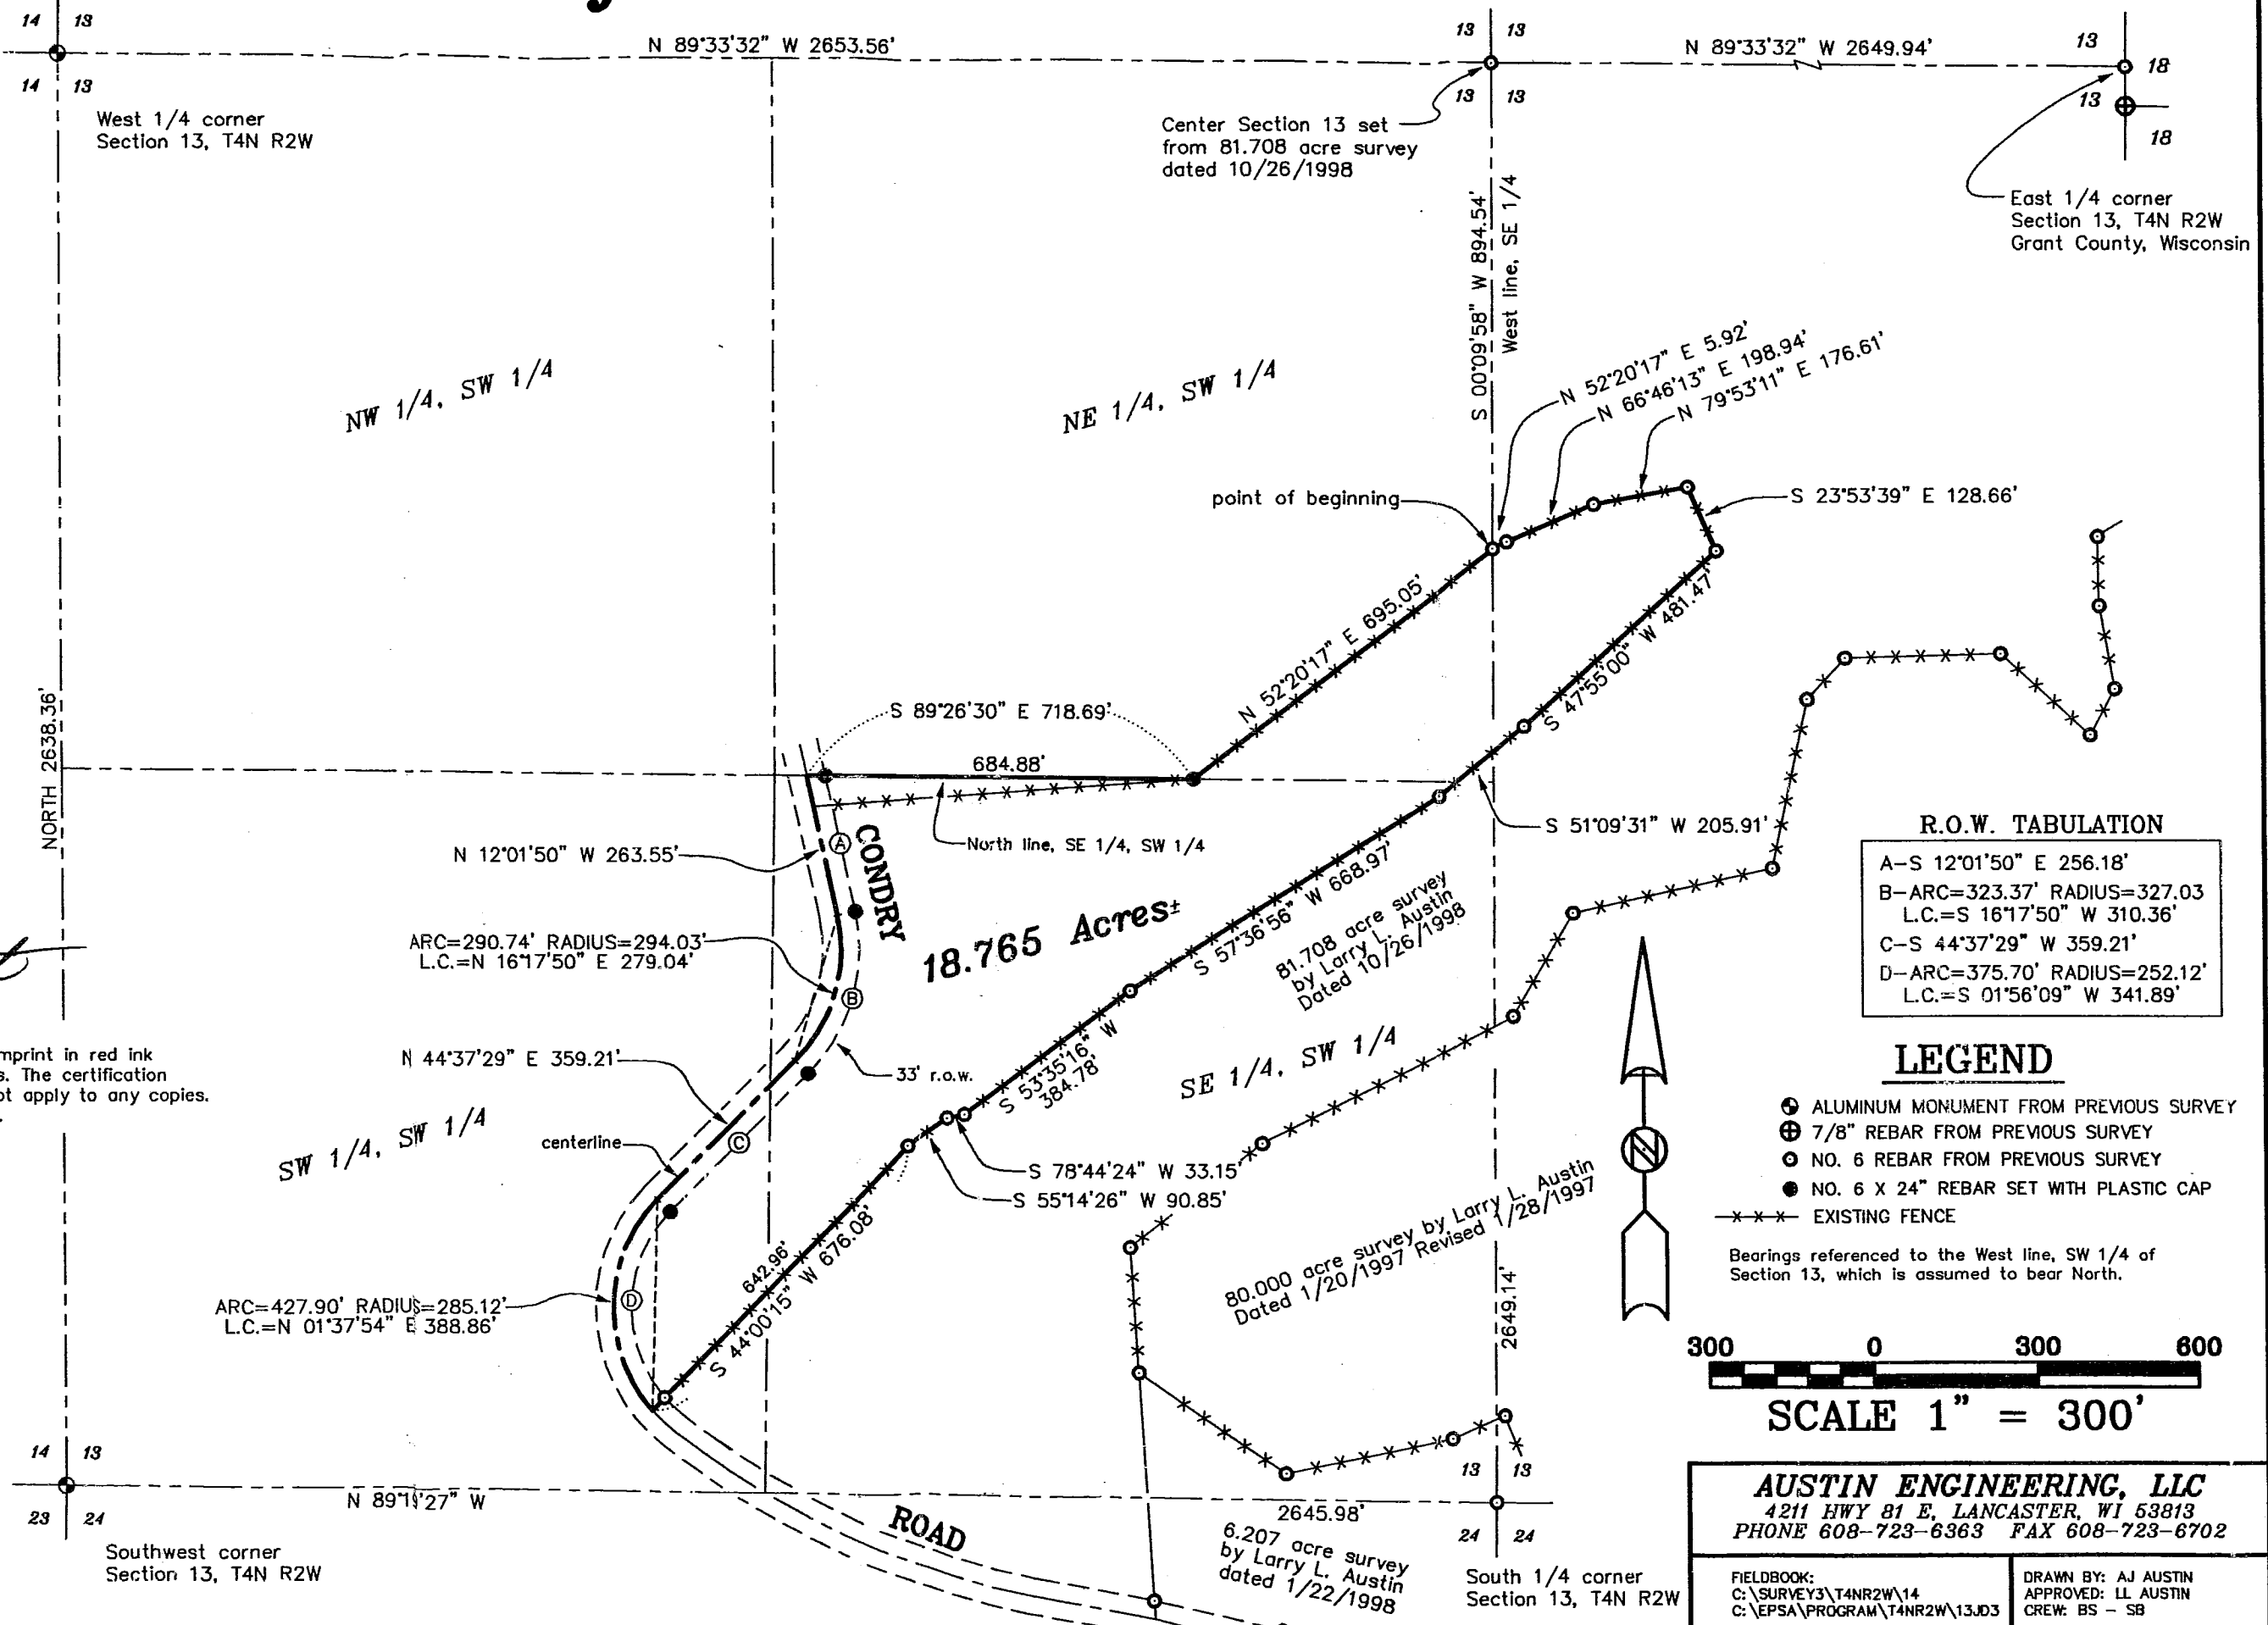 14 13
14 13
N 89°33'32" W 2653.56'
13 13
13 13
N 89°33'32" W 2649.94'
13
18
13
18
West 1/4 corner
Section 13, T4N R2W
Center Section 13 set
from 81.708 acre survey
dated 10/26/1998
East 1/4 corner
Section 13, T4N R2W
Grant County, Wisconsin
S 00°09'58" W 894.54'
West line, SE 1/4
N 52°20'17" E 5.92'
N 66°46'13" E 198.94'
N 79°53'11" E 176.61'
NW 1/4, SW 1/4
NE 1/4, SW 1/4
point of beginning
S 23°53'39" E 128.66'
N 52°20'17" E 695.05'
S 47°55'00" W 481.47'
NORTH 2638.36'
S 89°26'30" E 718.69'
684.88'
North line, SE 1/4, SW 1/4
S 51°09'31" W 205.91'
N 12°01'50" W 263.55'
A
CONDRY
ARC=290.74' RADIUS=294.03'
L.C.=N 16°17'50" E 279.04'
18.765 Acres±
S 57°36'56" W 668.97'
81.708 acre survey
by Larry L. Austin
Dated 10/26/1998
R.O.W. TABULATION
A-S 12°01'50" E 256.18'
B-ARC=323.37' RADIUS=327.03
L.C.=S 16°17'50" W 310.36'
C-S 44°37'29" W 359.21'
D-ARC=375.70' RADIUS=252.12'
L.C.=S 01°56'09" W 341.89'
B
mprint in red ink
s. The certification
ot apply to any copies.
N 44°37'29" E 359.21'
33' r.o.w.
S 53°35'16" W
384.78'
SE 1/4, SW 1/4
LEGEND
ALUMINUM MONUMENT FROM PREVIOUS SURVEY
7/8" REBAR FROM PREVIOUS SURVEY
NO. 6 REBAR FROM PREVIOUS SURVEY
NO. 6 X 24" REBAR SET WITH PLASTIC CAP
EXISTING FENCE
Bearings referenced to the West line, SW 1/4 of
Section 13, which is assumed to bear North.
N
SW 1/4, SW 1/4
centerline
C
S 78°44'24" W 33.15'
S 55°14'26" W 90.85'
642.96'
S 44°00'15" W 676.08'
80.000 acre survey by Larry L. Austin
Dated 1/20/1997 Revised 1/28/1997
ARC=427.90' RADIUS=285.12'
L.C.=N 01°37'54" E 388.86'
D
2649.14'
300 0 300 600
SCALE 1" = 300'
14 13
23 24
N 89°19'27" W
2645.98'
13 13
24 24
ROAD
Southwest corner
Section 13, T4N R2W
6.207 acre survey
by Larry L. Austin
dated 1/22/1998
South 1/4 corner
Section 13, T4N R2W
AUSTIN ENGINEERING, LLC
4211 HWY 81 E, LANCASTER, WI 53813
PHONE 608-723-6363 FAX 608-723-6702
FIELDBOOK:
C:\SURVEY3\T4NR2W\14
C:\EPSA\PROGRAM\T4NR2W\13JD3
DRAWN BY: AJ AUSTIN
APPROVED: LL AUSTIN
CREW: BS - SB